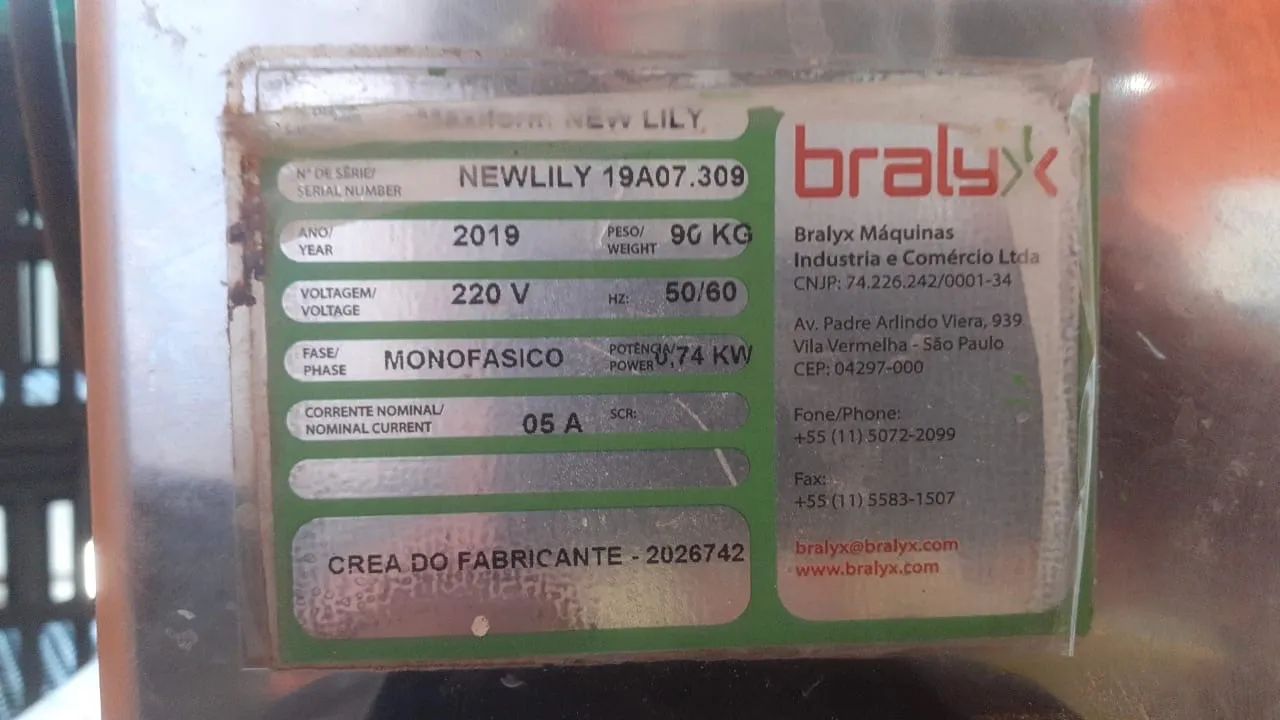 NEW LILY
N° DE SÉRIE/
SERIAL NUMBER
NEWLILY 19A07.309
ANO/
YEAR
2019
PESO/
WEIGHT
90 KG
VOLTAGEM/
VOLTAGE
220 V
HZ:
50/60
FASE/
PHASE
MONOFASICO
POTÊNCIA/
POWER
0,74 KW
CORRENTE NOMINAL/
NOMINAL CURRENT
05 A
SCR:
CREA DO FABRICANTE - 2026742
bralyx
Bralyx Máquinas
Industria e Comércio Ltda
CNJP: 74.226.242/0001-34
Av. Padre Arlindo Viera, 939
Vila Vermelha - São Paulo
CEP: 04297-000
Fone/Phone:
+55 (11) 5072-2099
Fax:
+55 (11) 5583-1507
bralyx@bralyx.com
www.bralyx.com